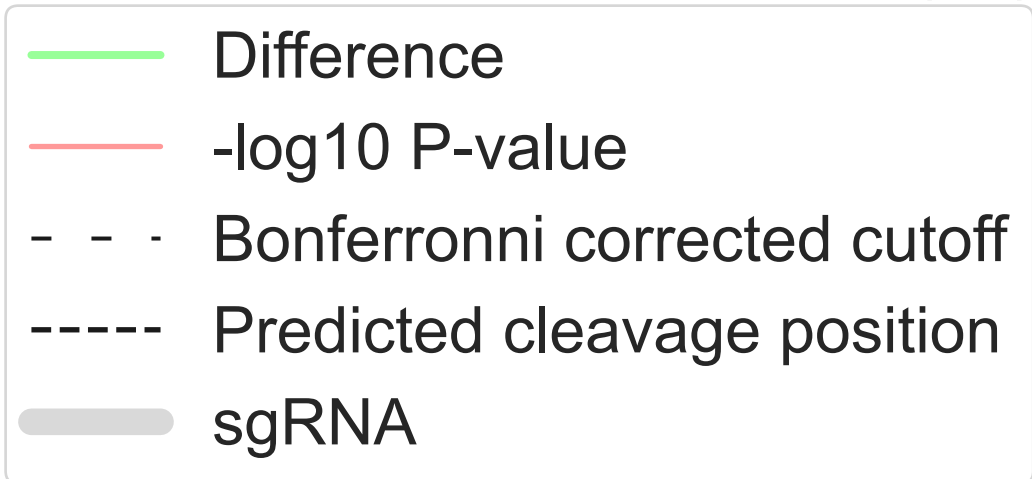 Difference
-log10 P-value
Bonferronni corrected cutoff
Predicted cleavage position
sgRNA